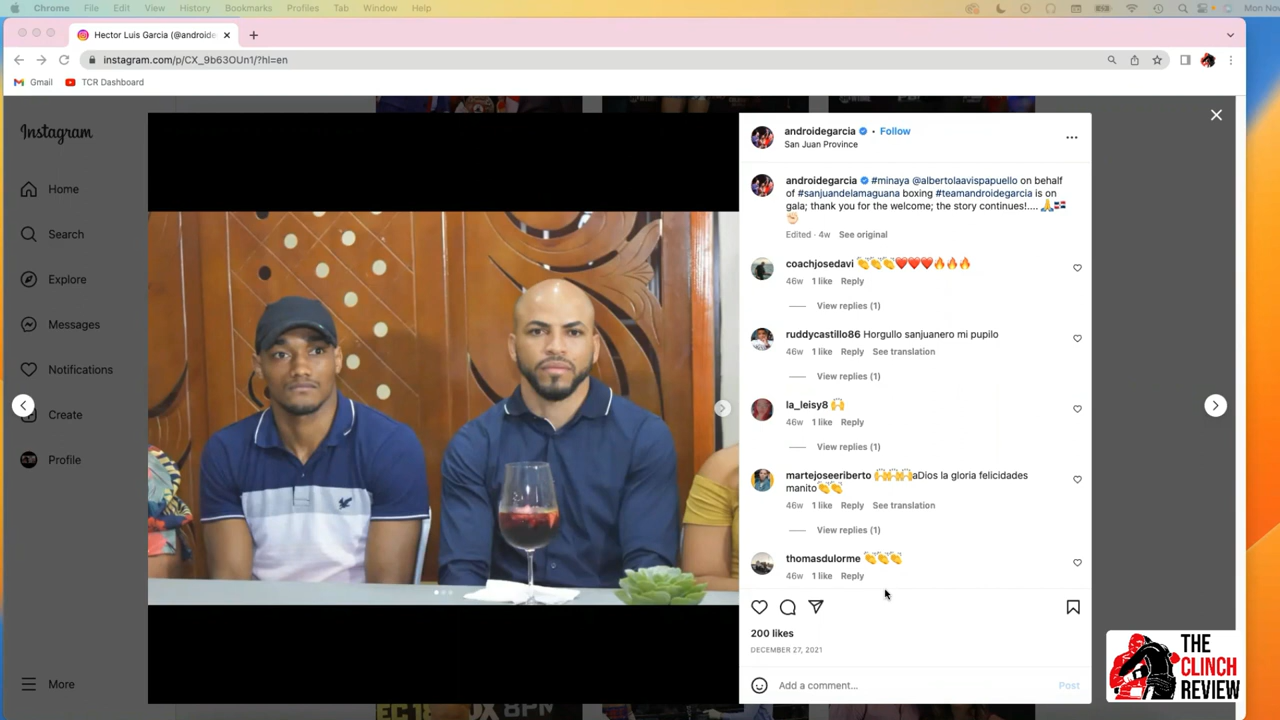 Chrome File Edit View History Bookmarks Profiles Tab Window Help Mon Nov
Hector Luis Garcia (@androide
instagram.com/p/CX_9b63OUn1/?hl=en
Gmail TCR Dashboard
Instagram
Home
Search
Explore
Messages
Notifications
Create
Profile
More
androidegarcia • Follow
San Juan Province
androidegarcia #minaya @albertolaavispapuello on behalf
of #sanjuandelamaguana boxing #teamandroidegarcia is on
gala; thank you for the welcome; the story continues!.... 🙏🇩🇴
✊🏻
Edited · 4w See original
coachjosedavi 👏👏👏❤️❤️❤️🔥🔥🔥
46w 1 like Reply
View replies (1)
ruddycastillo86 Horgullo sanjuanero mi pupilo
46w 1 like Reply See translation
View replies (1)
la_leisy8 🙌
46w 1 like Reply
View replies (1)
martejoseeriberto 🙌🙌🙌aDios la gloria felicidades
manito👏👏
46w 1 like Reply See translation
View replies (1)
thomasdulorme 👏👏👏
46w 1 like Reply
200 likes
DECEMBER 27, 2021
Add a comment... Post
8PM
THE
CLINCH
REVIEW